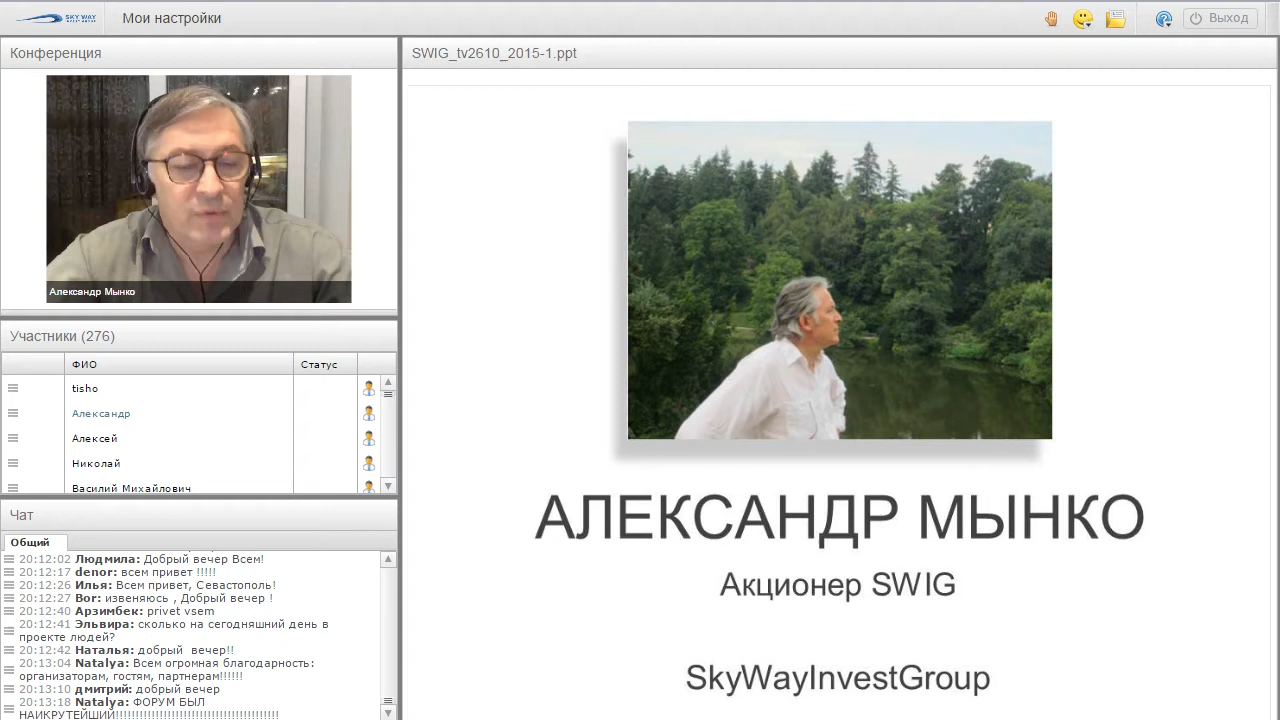 SKY WAY
INVEST GROUP
Мои настройки
Выход
Конференция
Александр Мынко
Участники (276)
ФИО
Статус
tisho
Александр
Алексей
Николай
Василий Михайлович
Чат
Общий
20:12:02 Людмила: Добрый вечер Всем!
20:12:17 denor: всем привет !!!!!
20:12:26 Илья: Всем привет, Севастополь!
20:12:27 Bor: извеняюсь , Добрый вечер !
20:12:40 Арзимбек: privet vsem
20:12:41 Эльвира: сколько на сегодняшний день в
проекте людей?
20:12:42 Наталья: добрый  вечер!!
20:13:04 Natalya: Всем огромная благодарность:
организаторам, гостям, партнерам!!!!!!
20:13:10 дмитрий: добрый вечер
20:13:18 Natalya: ФОРУМ БЫЛ
НАИКРУТЕЙШИЙ!!!!!!!!!!!!!!!!!!!!!!!!!!!!!!!!!!!!!!!!!
SWIG_tv2610_2015-1.ppt
АЛЕКСАНДР МЫНКО
Акционер SWIG
SkyWayInvestGroup